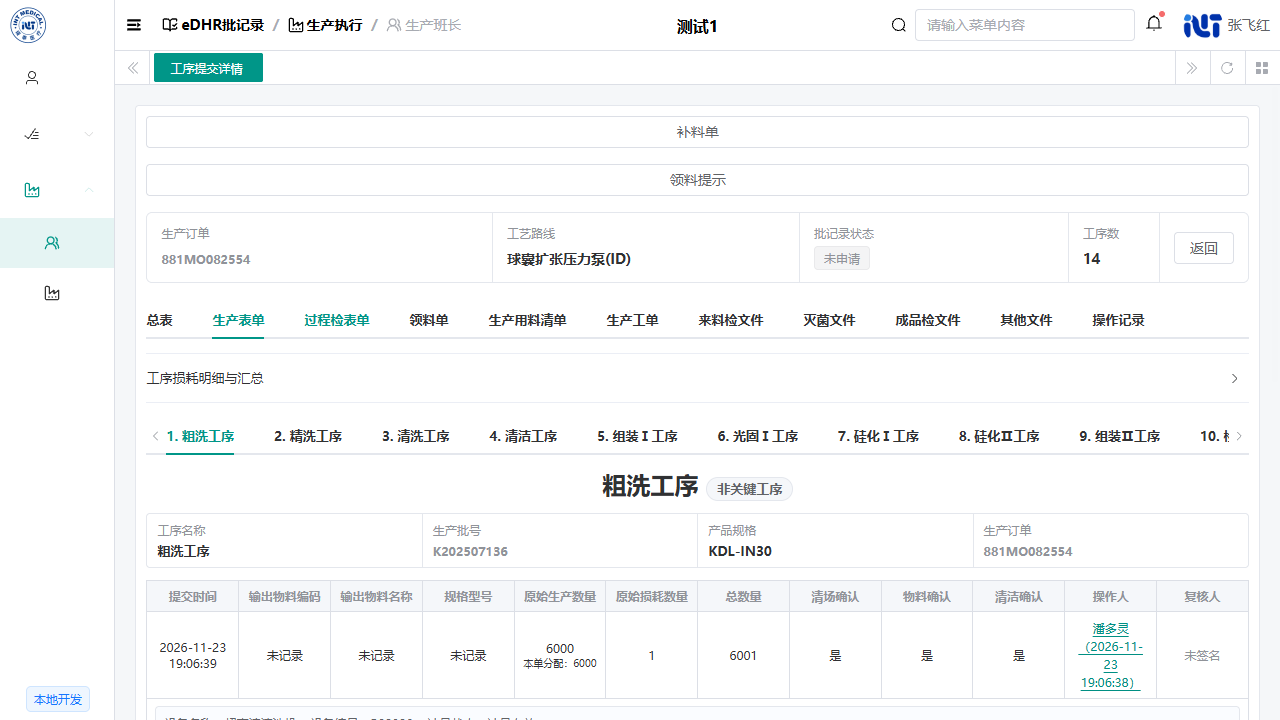 eDHR批记录 / 生产执行 / 生产班长
测试1
请输入菜单内容
张飞红
工序提交详情
补料单
领料提示
生产订单
881MO082554
工艺路线
球囊扩张压力泵(ID)
批记录状态
未申请
工序数
14
返回
总表 生产表单 过程检表单 领料单 生产用料清单 生产工单 来料检文件 灭菌文件 成品检文件 其他文件 操作记录
工序损耗明细与汇总
1. 粗洗工序 2. 精洗工序 3. 清洗工序 4. 清洁工序 5. 组装Ⅰ工序 6. 光固Ⅰ工序 7. 硅化Ⅰ工序 8. 硅化Ⅱ工序 9. 组装Ⅱ工序 10.
粗洗工序 非关键工序
工序名称 生产批号 产品规格 生产订单
粗洗工序 K202507136 KDL-IN30 881MO082554
提交时间 输出物料编码 输出物料名称 规格型号 原始生产数量 原始损耗数量 总数量 清场确认 物料确认 清洁确认 操作人 复核人
2026-11-23
19:06:39
未记录 未记录 未记录
6000
本单分配：6000
1 6001 是 是 是
潘多灵
（2026-11-
23
19:06:38）
未签名
本地开发